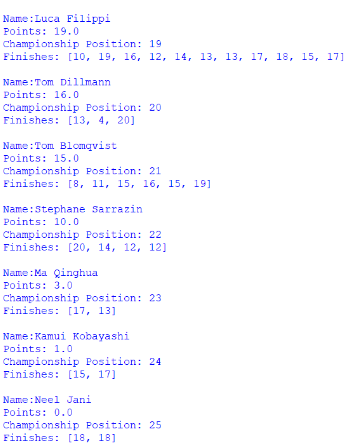 Name:Luca Filippi
Points: 19.0
Championship Position: 19
Finishes: [10, 19, 16, 12, 14, 13, 13, 17, 18, 15, 17]
Name:Tom Dillmann
Points: 16.0
Championship Position: 20
Finishes: [13, 4, 20]
Name:Tom Blomqvist
Points: 15.0
Championship Position: 21
Finishes: [8, 11, 15, 16, 15, 19]
Name:Stephane Sarrazin
Points: 10.0
Championship Position: 22
Finishes: [20, 14, 12, 12]
Name:Ma Qinghua
Points: 3.0
Championship Position: 23
Finishes: [17, 13]
Name:Kamui Kobayashi
Points: 1.0
Championship Position: 24
Finishes: [15, 17]
Name:Neel Jani
Points: 0.0
Championship Position: 25
Finishes: [18, 18]